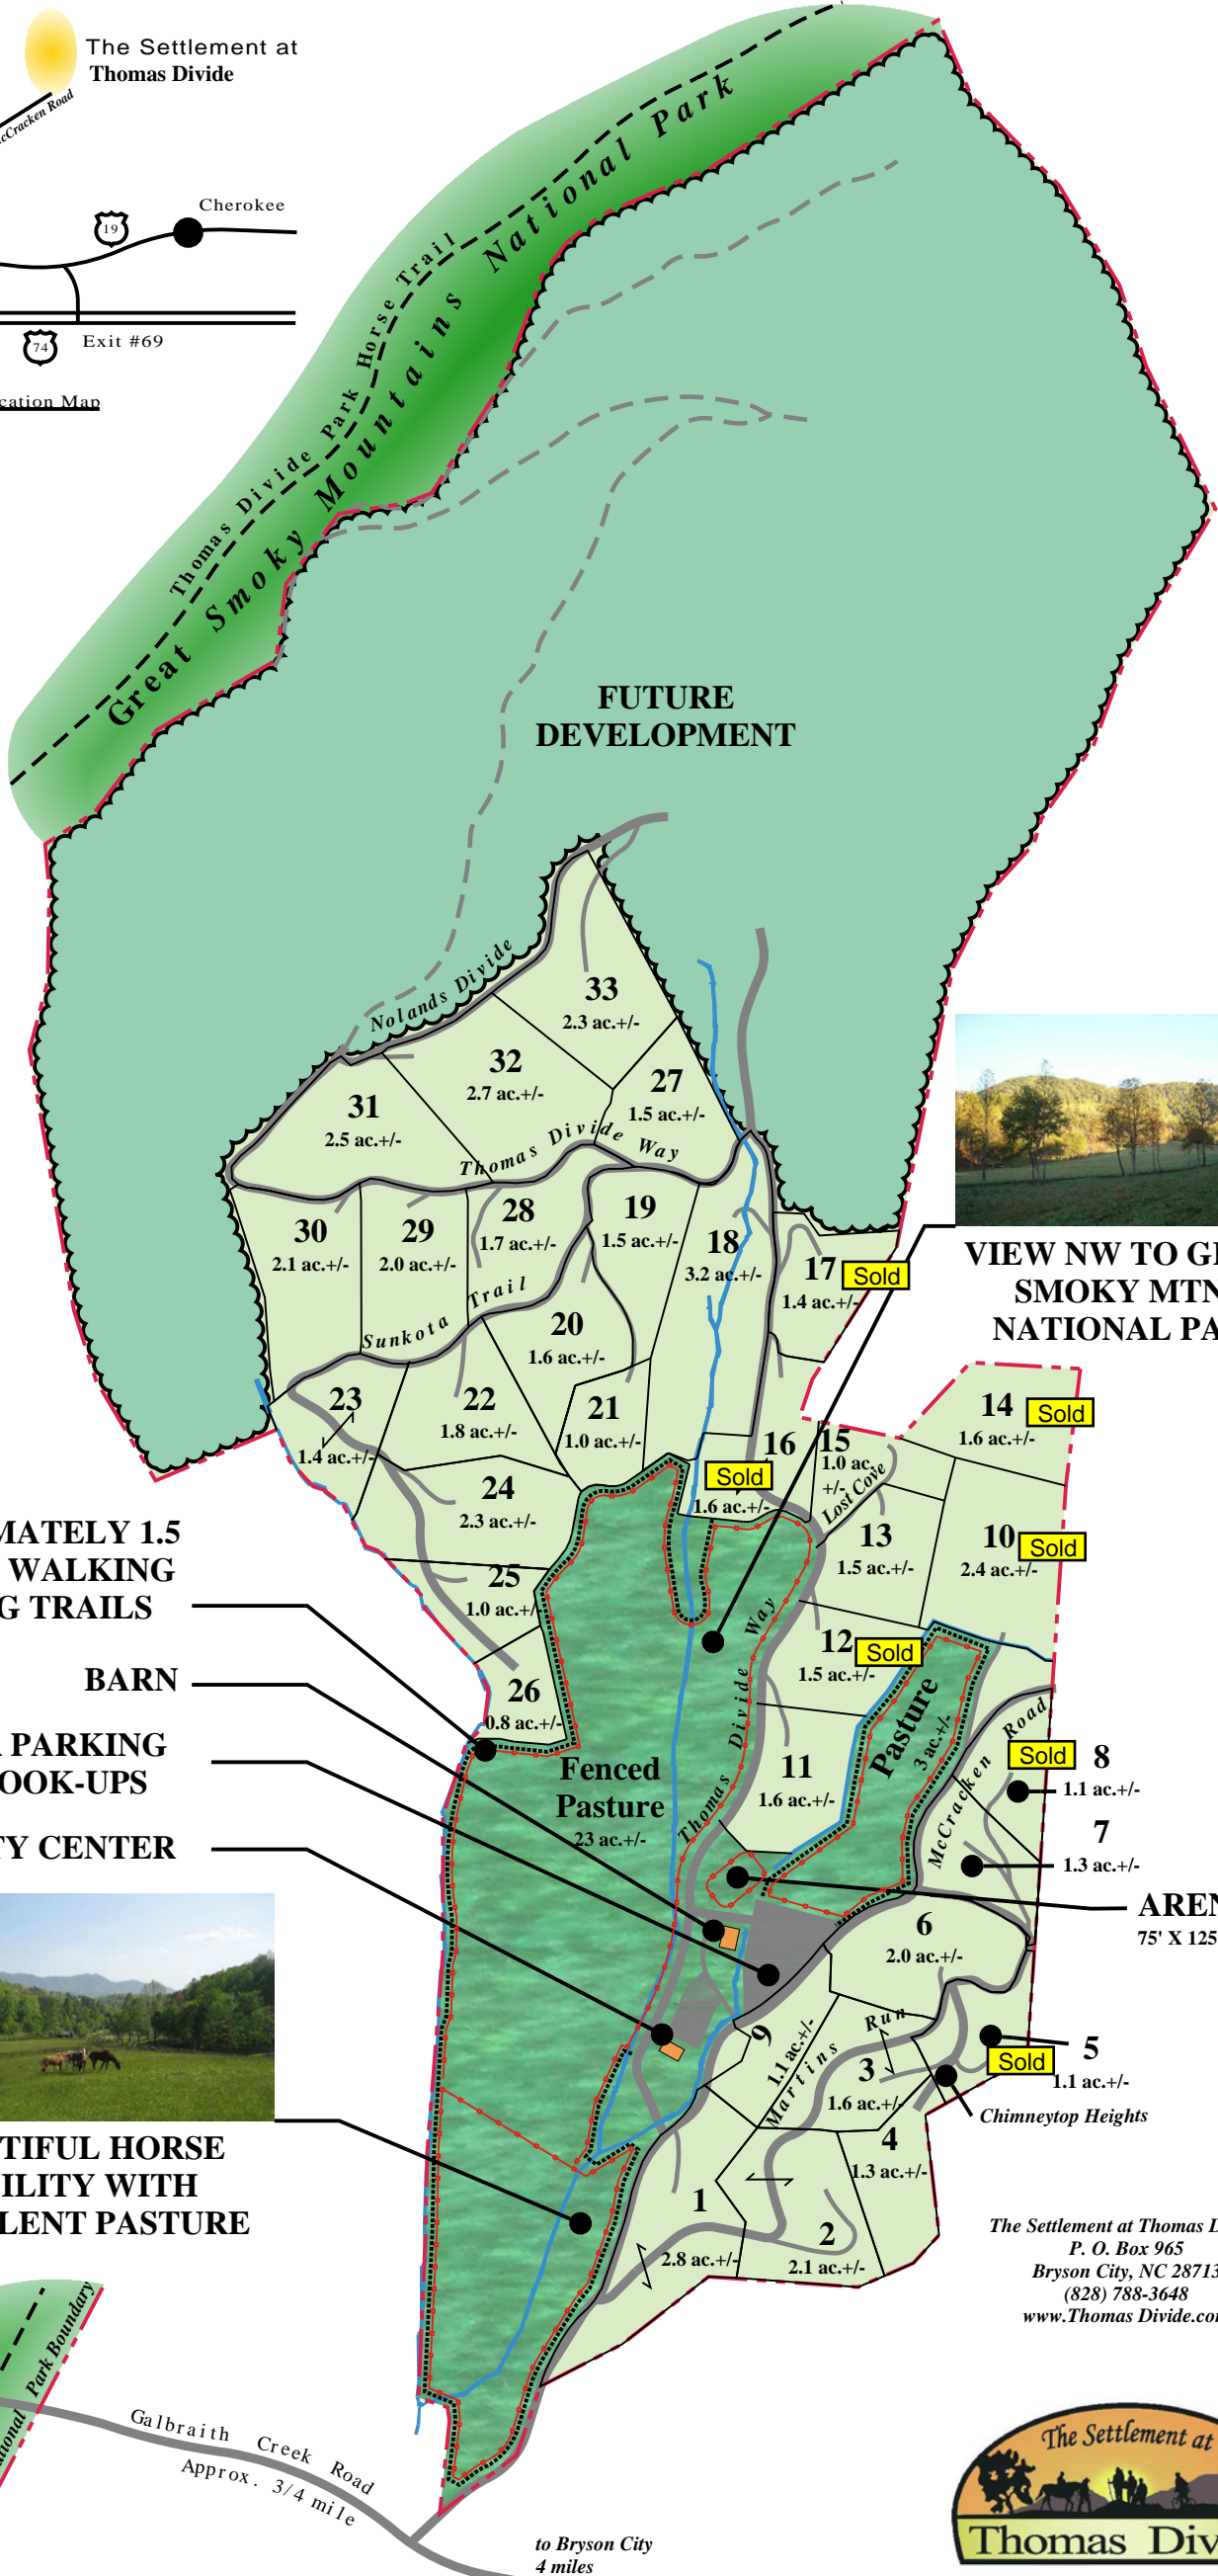 The Settlement at
Thomas Divide
McCracken Road
19
Cherokee
74
Exit #69
Location Map
Thomas Divide Park Horse Trail
Great Smoky Mountains National Park
FUTURE
DEVELOPMENT
Nolands Divide
33
2.3 ac.+/-
32
2.7 ac.+/-
27
1.5 ac.+/-
31
2.5 ac.+/-
Thomas Divide Way
30
2.1 ac.+/-
29
2.0 ac.+/-
28
1.7 ac.+/-
19
1.5 ac.+/-
18
3.2 ac.+/-
17
Sold
1.4 ac.+/-
Sunkota Trail
20
1.6 ac.+/-
23
1.4 ac.+/-
22
1.8 ac.+/-
21
1.0 ac.+/-
VIEW NW TO
SMOKY MTN
NATIONAL
14
Sold
1.6 ac.+/-
16
Sold
1.6 ac.+/-
15
1.0 ac.
+/-
Lost Cove
24
2.3 ac.+/-
13
1.5 ac.+/-
10
Sold
2.4 ac.+/-
25
1.0 ac.+/-
1.5
WALKING
TRAILS
BARN
PARKING
CENTER
26
0.8 ac.+/-
12
Sold
1.5 ac.+/-
Pasture
3 ac.+/-
Thomas Divide Way
11
1.6 ac.+/-
McCracken Road
Sold
8
1.1 ac.+/-
7
1.3 ac.+/-
Fenced
Pasture
23 ac.+/-
75' X 125
6
2.0 ac.+/-
9
1.1 ac.+/-
Martins Run
3
1.6 ac.+/-
5
Sold
1.1 ac.+/-
Chimneytop Heights
4
1.3 ac.+/-
HORSE
WITH
PASTURE
1
2.8 ac.+/-
2
2.1 ac.+/-
The Settlement at Thomas
P. O. Box 965
Bryson City, NC 28713
(828) 788-3648
www.Thomas Divide.co
Park Boundary
Galbraith Creek Road
Approx. 3/4 mile
to Bryson City
4 miles
The Settlement at
Thomas